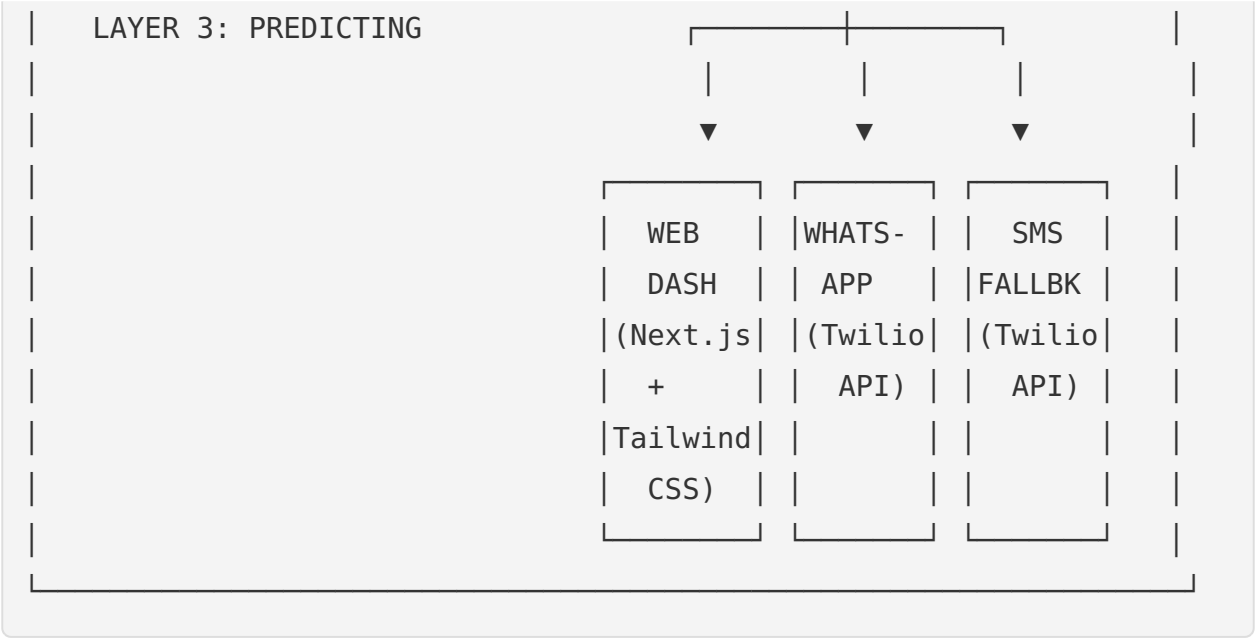 LAYER 3: PREDICTING
WEB WHATS- SMS
DASH APP FALLBK
(Next.js (Twilio (Twilio
+ API) API)
Tailwind
CSS)